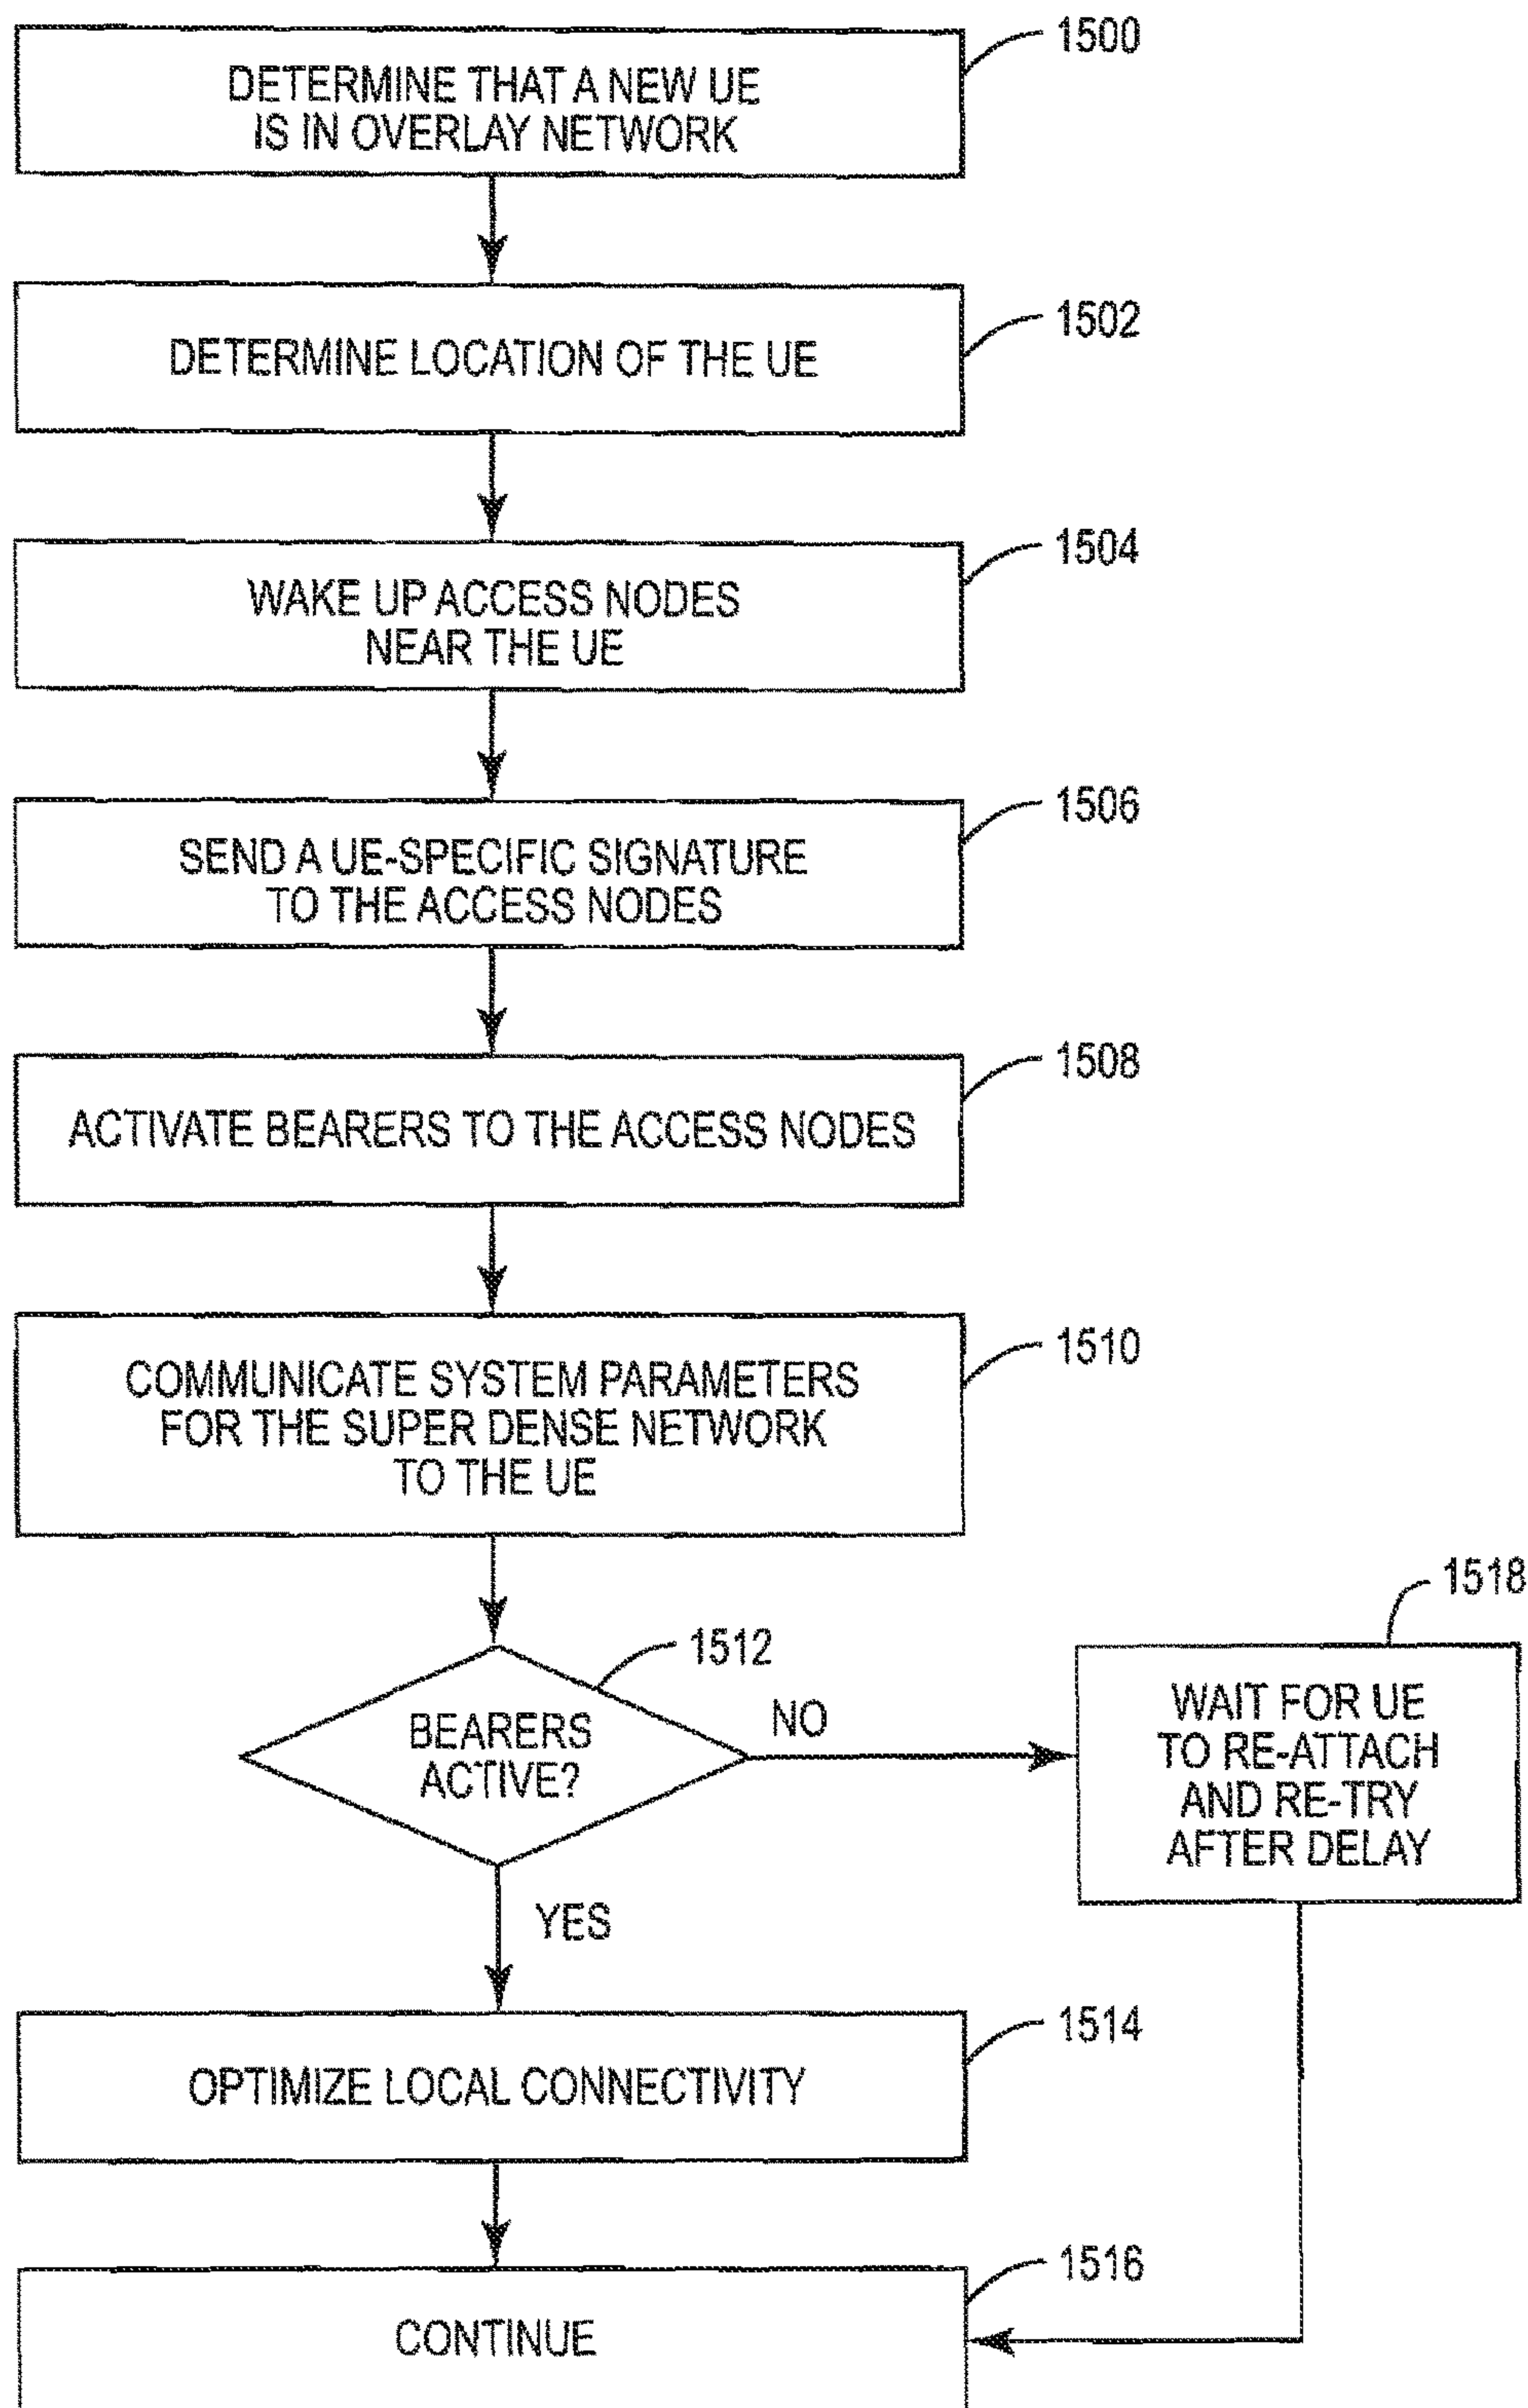 1500
DETERMINE THAT A NEW UE
IS IN OVERLAY NETWORK
1502
DETERMINE LOCATION OF THE UE
1504
WAKE UP ACCESS NODES
NEAR THE UE
1506
SEND A UE-SPECIFIC SIGNATURE
TO THE ACCESS NODES
1508
ACTIVATE BEARERS TO THE ACCESS NODES
1510
COMMUNICATE SYSTEM PARAMETERS
FOR THE SUPER DENSE NETWORK
TO THE UE
1512
BEARERS
ACTIVE?
NO
1518
WAIT FOR UE
TO RE-ATTACH
AND RE-TRY
AFTER DELAY
YES
1514
OPTIMIZE LOCAL CONNECTIVITY
1516
CONTINUE